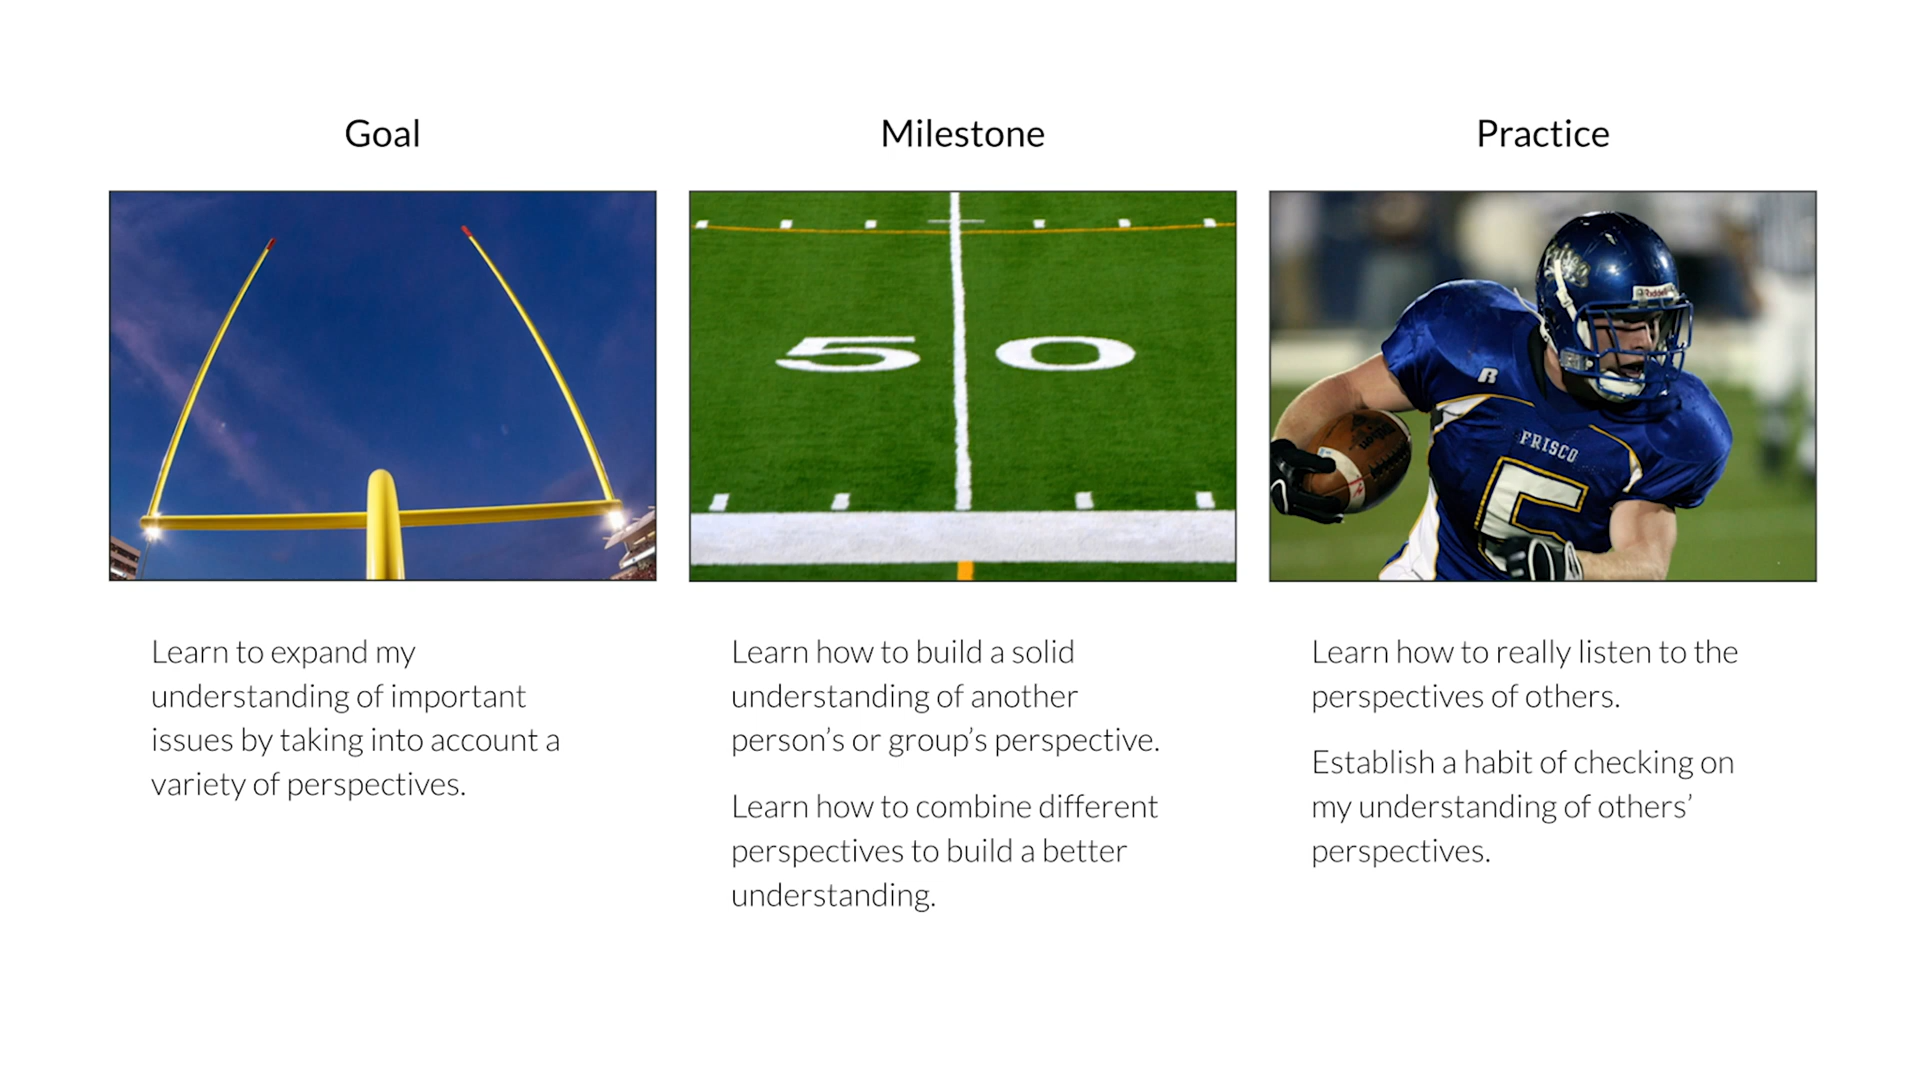 Goal
Milestone
Practice
5 0
Riddell
R
FRISCO
5
Learn to expand my
understanding of important
issues by taking into account a
variety of perspectives.
Learn how to build a solid
understanding of another
person's or group's perspective.
Learn how to combine different
perspectives to build a better
understanding.
Learn how to really listen to the
perspectives of others.
Establish a habit of checking on
my understanding of others'
perspectives.